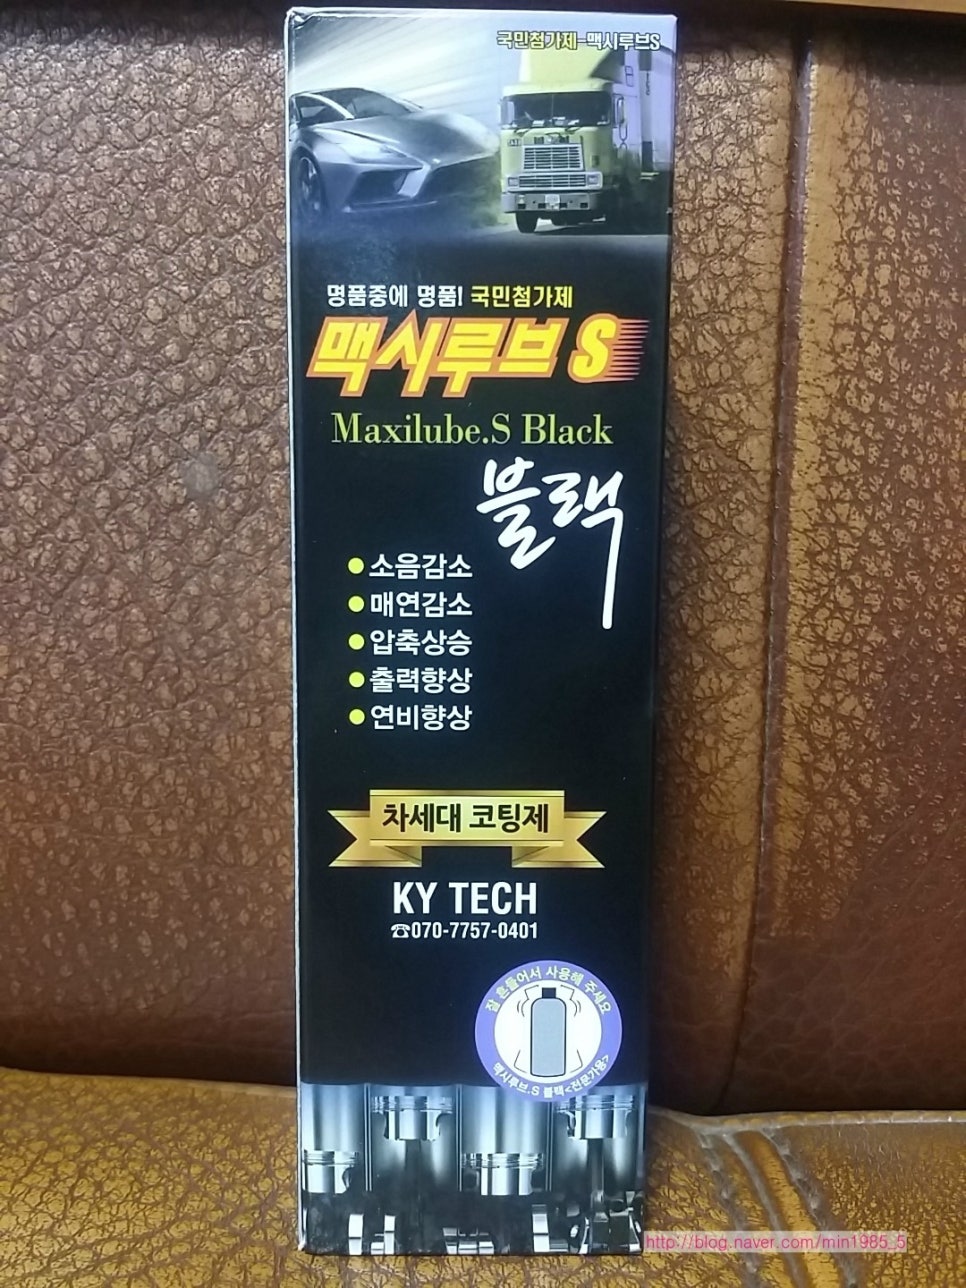 국민첨가제-맥시루브S
명품중에 명품! 국민첨가제
맥시루브 S
Maxilube.S Black
블랙
소음감소
매연감소
압축상승
출력향상
연비향상
차세대 코팅제
KY TECH
☎070-7757-0401
잘 흔들어서 사용해 주세요
맥시루브.S 블랙<전문가용>
http://blog.naver.com/min1985_5